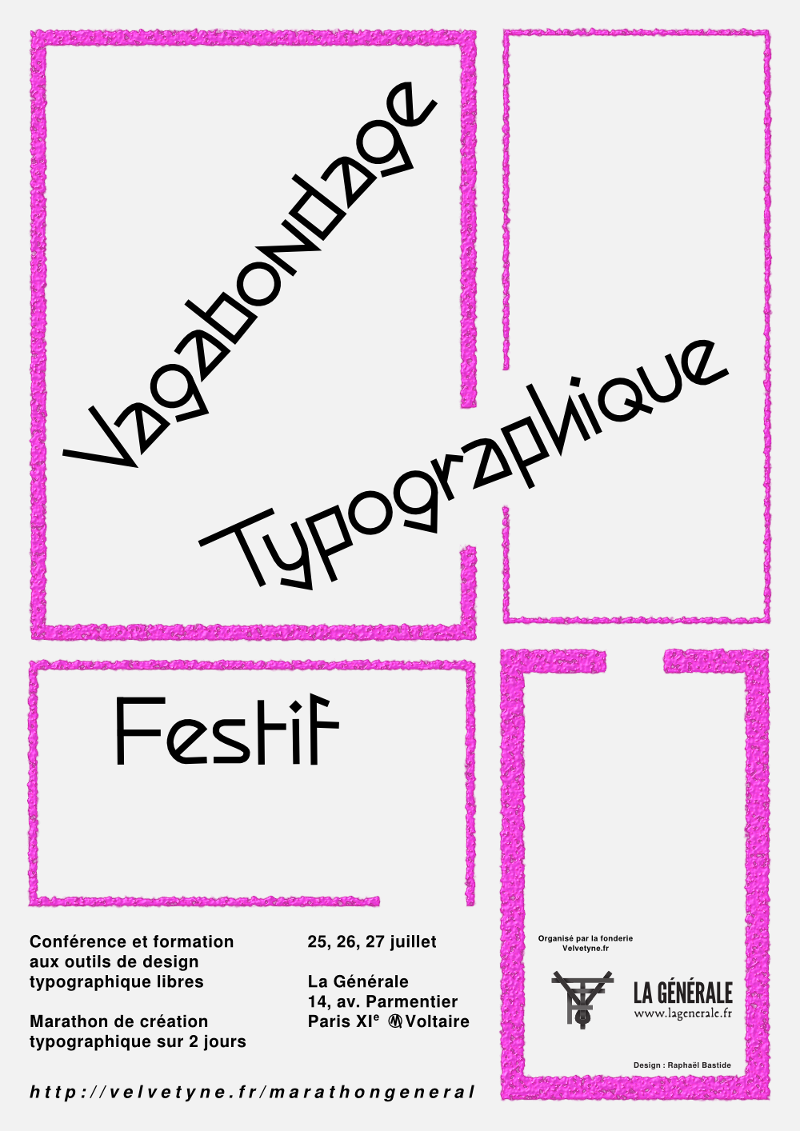 Vagabondage
Typographique
Festif
Conférence et formation
aux outils de design
typographique libres
Marathon de création
typographique sur 2 jours
25, 26, 27 juillet
La Générale
14, av. Parmentier
Paris XIe Ⓜ Voltaire
http://velvetyne.fr/marathongeneral
Organisé par la fonderie
Velvetyne.fr
LA GÉNÉRALE
www.lagenerale.fr
Design : Raphaël Bastide